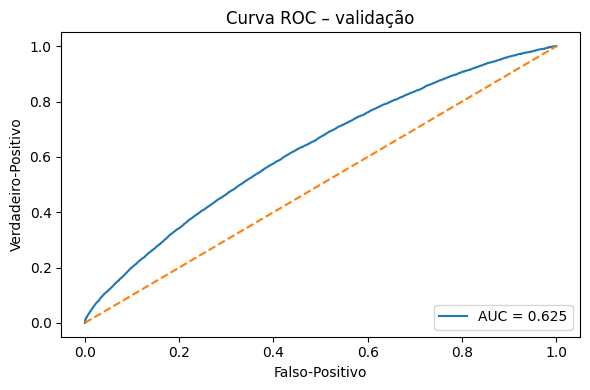 Curva ROC – validação
1.0
0.8
0.6
0.4
0.2
0.0
Verdadeiro-Positivo
AUC = 0.625
0.0 0.2 0.4 0.6 0.8 1.0
Falso-Positivo